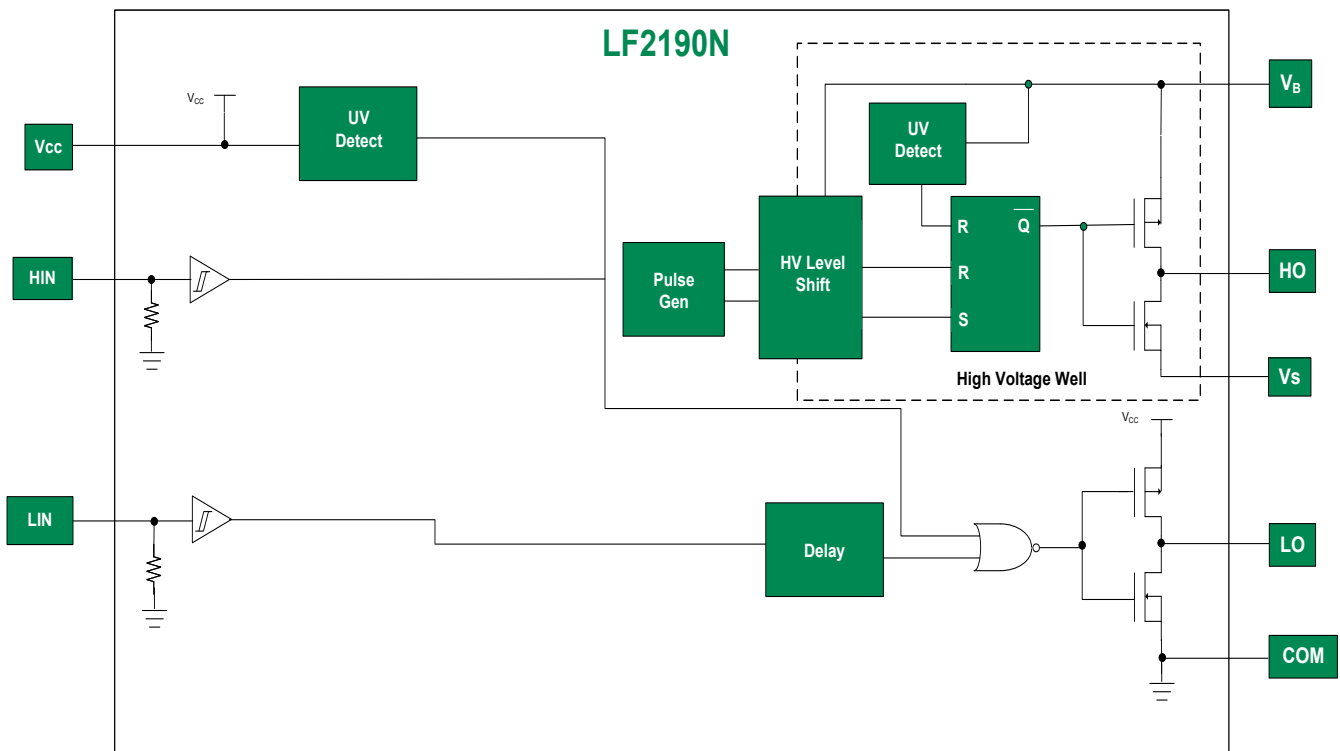 LF2190N
VCC
UV
Detect
Vcc
VB
UV
Detect
HIN
Pulse
Gen
HV Level
Shift
R
Q
R
S
HO
High Voltage Well
Vs
VCC
LIN
Delay
LO
COM